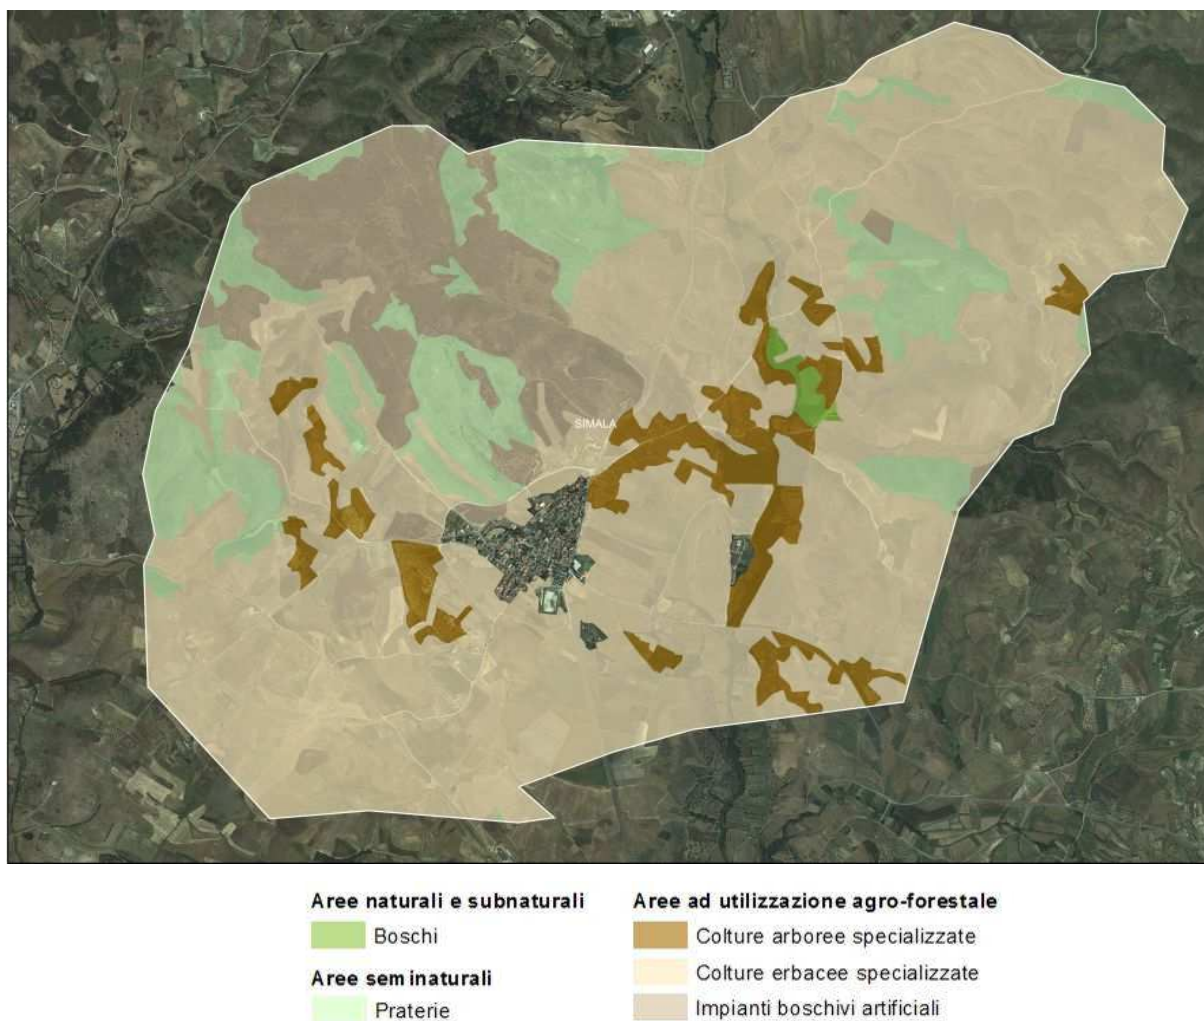 SIMALA
Aree naturali e subnaturali
Boschi
Aree seminaturali
Praterie
Aree ad utilizzazione agro-forestale
Colture arboree specializzate
Colture erbacee specializzate
Impianti boschivi artificiali